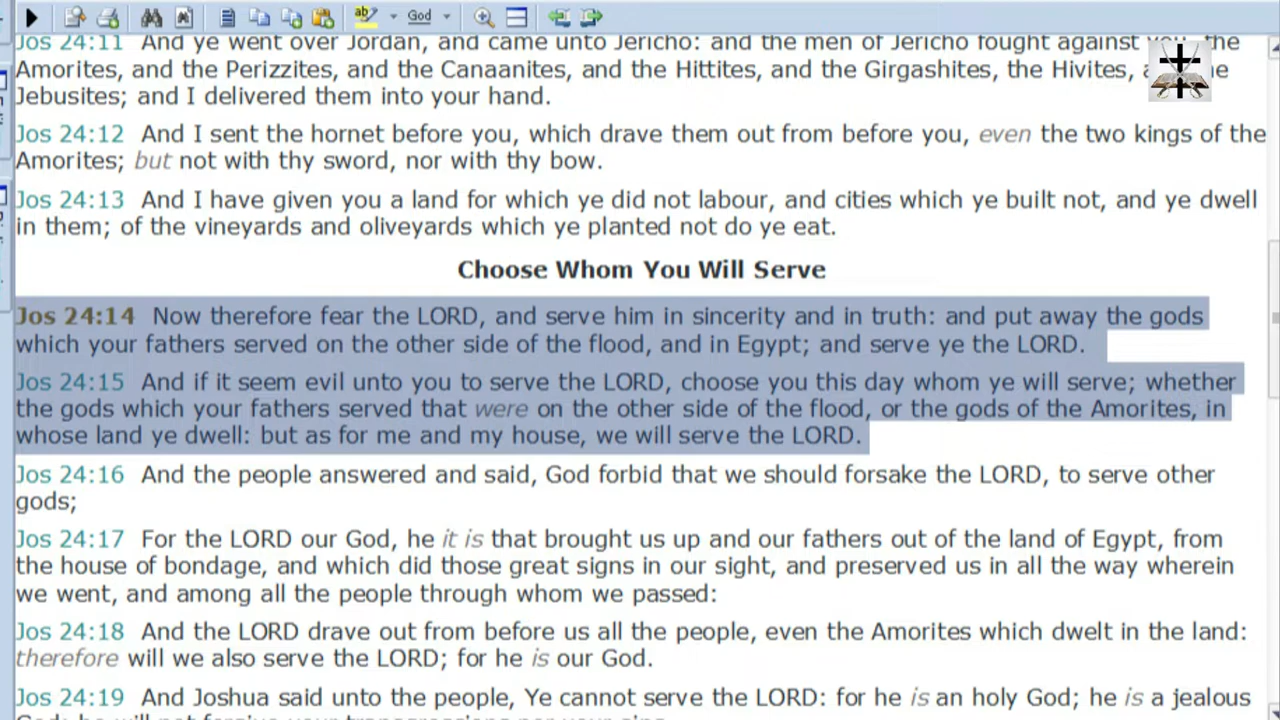 ab God
Jos 24:11 And ye went over Jordan, and came unto Jericho: and the men of Jericho fought against you, the
Amorites, and the Perizzites, and the Canaanites, and the Hittites, and the Girgashites, the Hivites, the
Jebusites; and I delivered them into your hand.
Jos 24:12 And I sent the hornet before you, which drave them out from before you, even the two kings of the
Amorites; but not with thy sword, nor with thy bow.
Jos 24:13 And I have given you a land for which ye did not labour, and cities which ye built not, and ye dwell
in them; of the vineyards and oliveyards which ye planted not do ye eat.
Choose Whom You Will Serve
Jos 24:14 Now therefore fear the LORD, and serve him in sincerity and in truth: and put away the gods
which your fathers served on the other side of the flood, and in Egypt; and serve ye the LORD.
Jos 24:15 And if it seem evil unto you to serve the LORD, choose you this day whom ye will serve; whether
the gods which your fathers served that were on the other side of the flood, or the gods of the Amorites, in
whose land ye dwell: but as for me and my house, we will serve the LORD.
Jos 24:16 And the people answered and said, God forbid that we should forsake the LORD, to serve other
gods;
Jos 24:17 For the LORD our God, he it is that brought us up and our fathers out of the land of Egypt, from
the house of bondage, and which did those great signs in our sight, and preserved us in all the way wherein
we went, and among all the people through whom we passed:
Jos 24:18 And the LORD drave out from before us all the people, even the Amorites which dwelt in the land:
therefore will we also serve the LORD; for he is our God.
Jos 24:19 And Joshua said unto the people, Ye cannot serve the LORD: for he is an holy God; he is a jealous
God; he will not forgive your transgressions nor your sins.